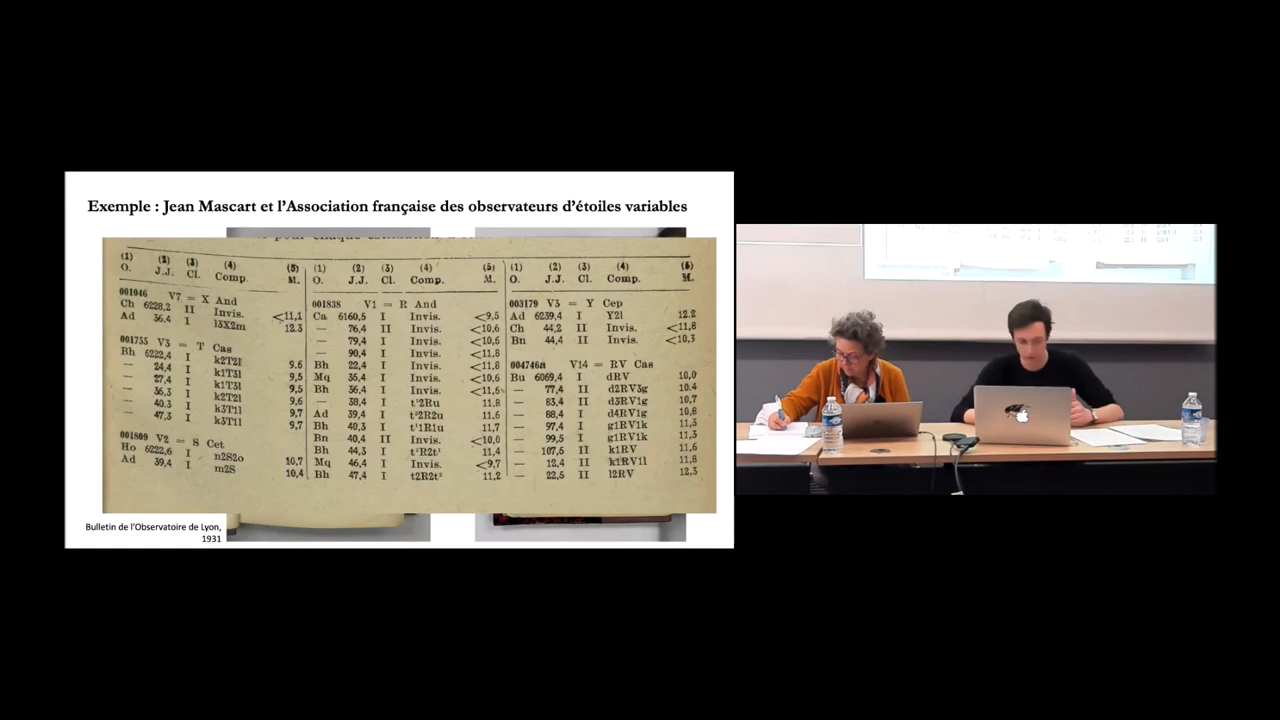 Exemple : Jean Mascart et l'Association française des observateurs d'étoiles variables
pour chaque
(1) (2) (3) (4) (5)
O. J.J. Cl. Comp. M.
001046 V7 = X And
Ch 6228,2 II Invis. <11,1
Ad 36.4 I l3X2m 12.3
001755 V3 = T Cas
Bh 6222,4 I k2T2l 9.6
— 24,4 I k1T3l 9,5
— 27,4 I k1T3l 9,5
— 36,3 I k2T2l 9,6
— 40,3 I k3T1l 9,7
— 47,3 I k3T1l 9,7
001809 V2 = S Cet
Ho 6222,6 I n2S2o 10,7
Ad 39,4 I m2S 10,4
(1) (2) (3) (4) (5)
O. J.J. Cl. Comp. M.
001838 V1 = R And
Ca 6160,5 I Invis. <9,5
— 76,4 II Invis. <10,6
— 79,4 I Invis. <10,6
— 90,4 I Invis. <11,8
Bh 22,4 I Invis. <11,8
Mq 35,4 I Invis. <10,6
Bh 36,4 I Invis. <11,6
— 38,4 I t'2Ru 11,8
Ad 39,4 I t'2R2u 11,6
Bh 40,3 I t'1R1u 11,7
Bn 40,4 II Invis. <10,0
Bh 44,3 I t'2R2t' 11,4
Mq 46,4 I Invis. <9,7
Bh 47,4 I t2R2t' 11,2
(1) (2) (3) (4) (5)
O. J.J. Cl. Comp. M.
003179 V3 = Y Cep
Ad 6239,4 I Y2l 12.2
Ch 44,2 II Invis. <11,8
Bn 44,4 II Invis. <10,3
004746a V14 = RV Cas
Bu 6069,4 I dRV 10,0
— 77,4 II d2RV3g 10.4
— 83,4 II d3RV1g 10,7
— 88,4 I d4RV1g 10,8
— 97,4 I g1RV1k 11,3
— 99,5 I g1RV1k 11,3
— 107,6 II k1RV 11,6
— 12,4 II k1RV1l 11,8
— 22,5 II l2RV 12,3
Bulletin de l'Observatoire de Lyon,
1931